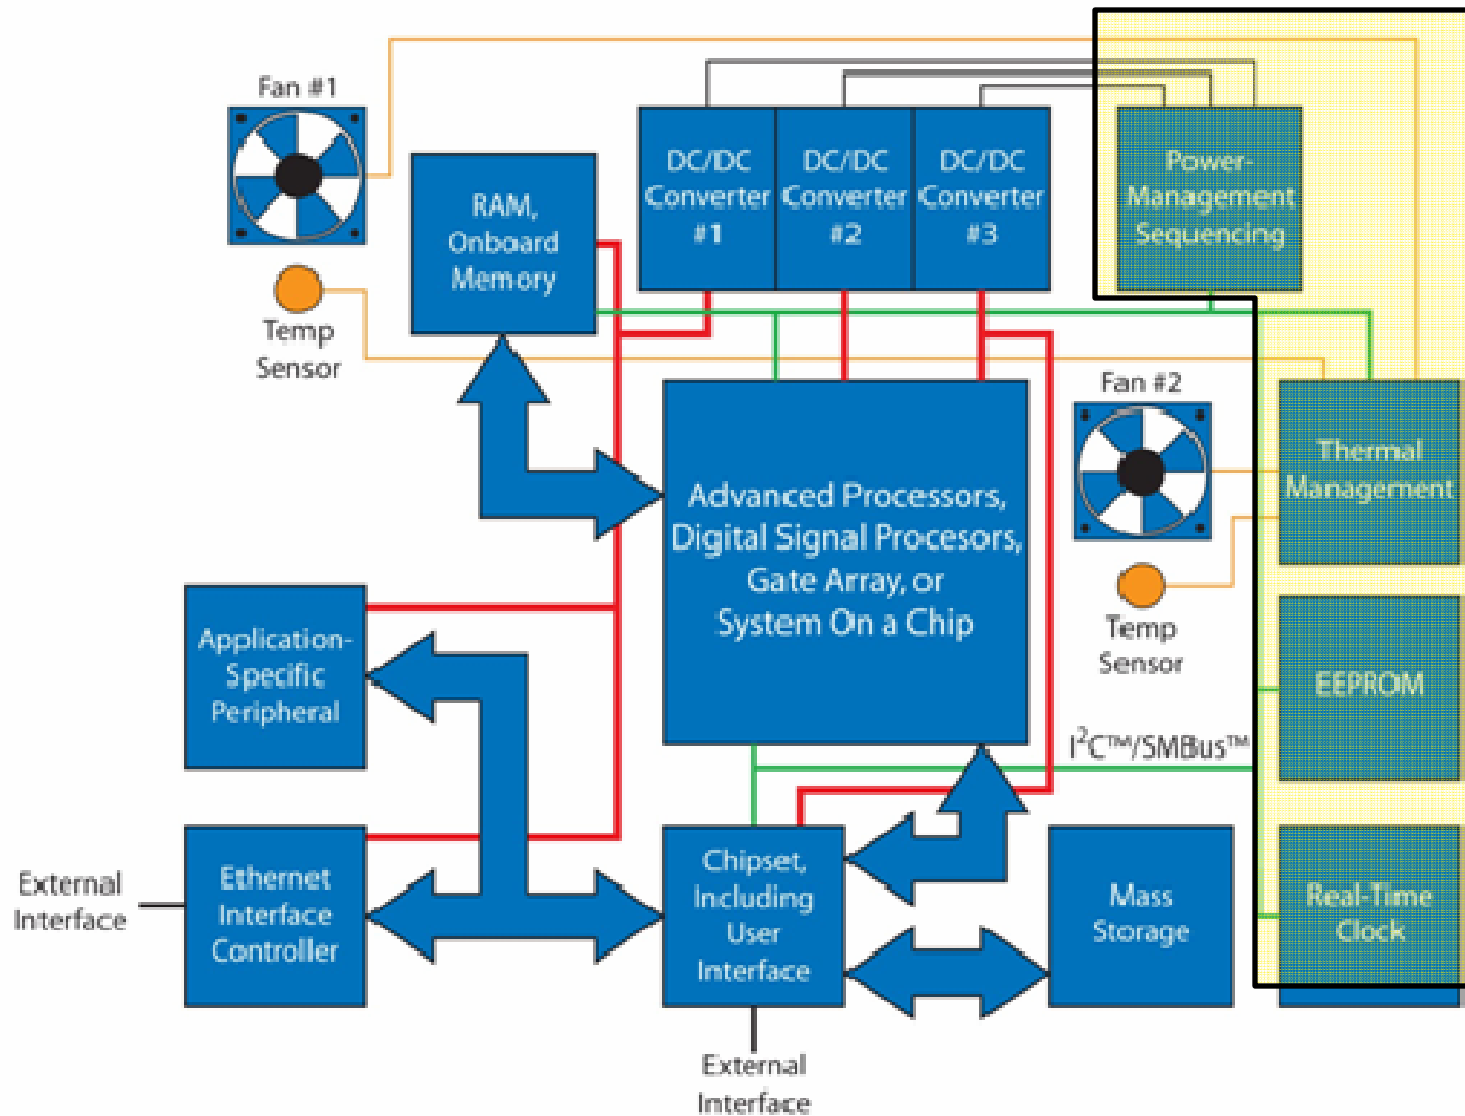 Fan #1
Temp
Sensor
RAM,
Onboard
Memory
DC/IDC
Converter
#1
DC/IDC
Converter
#2
DC/DC
Converter
#3
Power-
Management
Sequencing
Fan #2
Temp
Sensor
Thermal
Management
Advanced Processors,
Digital Signal Procesors,
Gate Array, or
System On a Chip
Application-
Specific
Peripheral
EEPROM
I²C™/SMBus™
External
Interface
Ethernet
Interface
Controller
Chipset,
Including
User
Interface
Mass
Storage
Real-Time
Clock
External
Interface